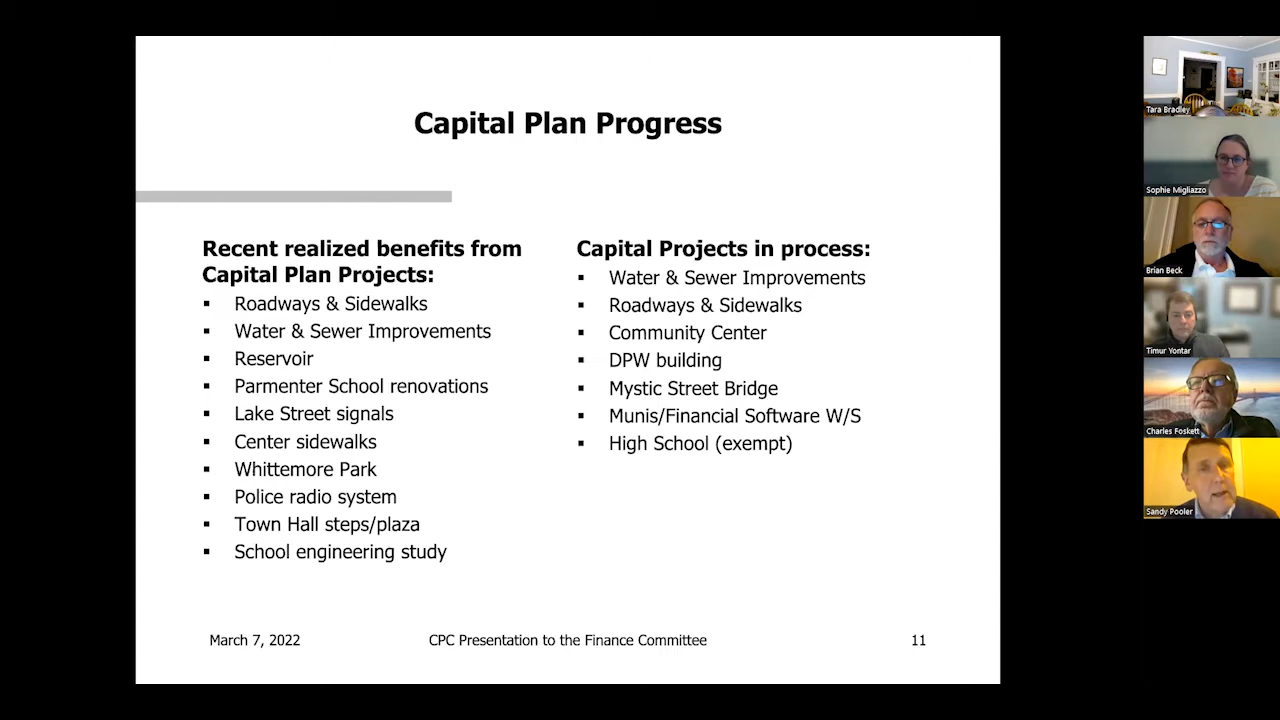 Capital Plan Progress
Recent realized benefits from
Capital Plan Projects:
▪ Roadways & Sidewalks
▪ Water & Sewer Improvements
▪ Reservoir
▪ Parmenter School renovations
▪ Lake Street signals
▪ Center sidewalks
▪ Whittemore Park
▪ Police radio system
▪ Town Hall steps/plaza
▪ School engineering study
Capital Projects in process:
▪ Water & Sewer Improvements
▪ Roadways & Sidewalks
▪ Community Center
▪ DPW building
▪ Mystic Street Bridge
▪ Munis/Financial Software W/S
▪ High School (exempt)
March 7, 2022
CPC Presentation to the Finance Committee
11
Tara Bradley
Sophie Migliazzo
Brian Beck
Timur Yontar
Charles Foskett
Sandy Pooler